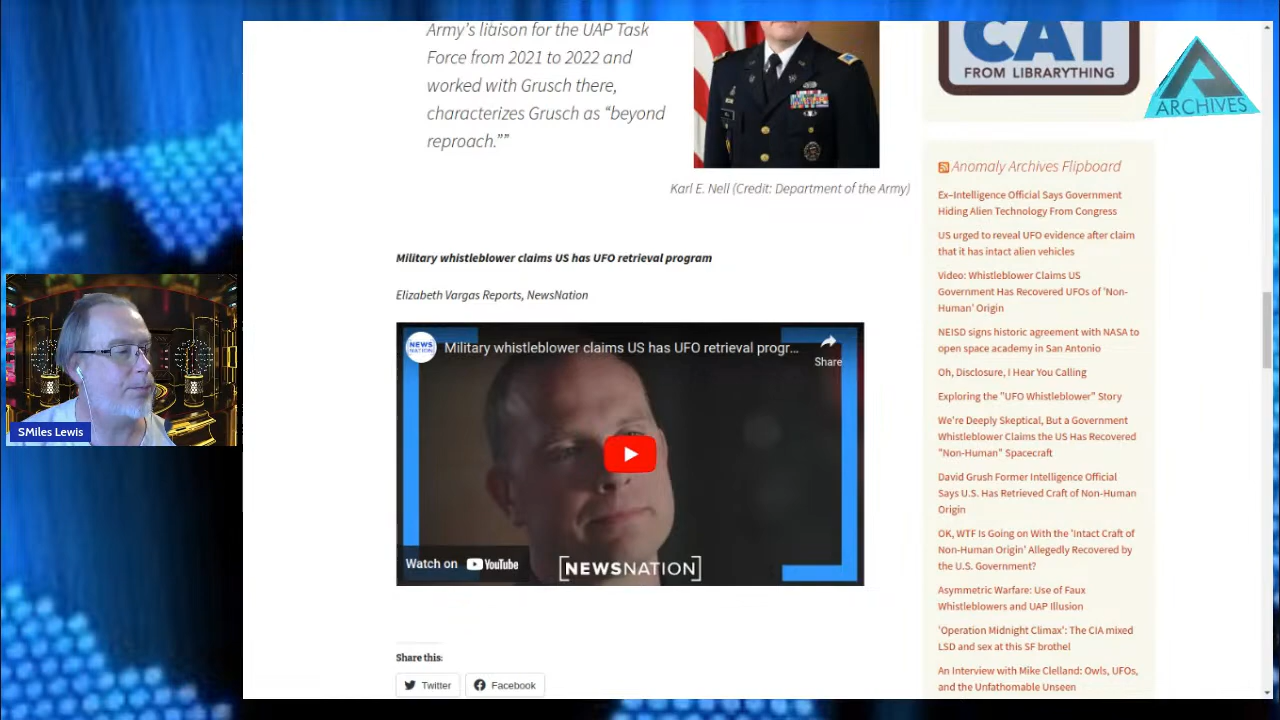 Army’s liaison for the UAP Task
Force from 2021 to 2022 and
worked with Grusch there,
characterizes Grusch as “beyond
reproach.””
Karl E. Nell (Credit: Department of the Army)
Military whistleblower claims US has UFO retrieval program
Elizabeth Vargas Reports, NewsNation
NEWS
NATION
Military whistleblower claims US has UFO retrieval progr...
Share
Watch on YouTube
[NEWSNATION]
Share this:
Twitter
Facebook
CAT
FROM LIBRARYTHING
ARCHIVES
Anomaly Archives Flipboard
Ex–Intelligence Official Says Government
Hiding Alien Technology From Congress
US urged to reveal UFO evidence after claim
that it has intact alien vehicles
Video: Whistleblower Claims US
Government Has Recovered UFOs of 'Non-
Human' Origin
NEISD signs historic agreement with NASA to
open space academy in San Antonio
Oh, Disclosure, I Hear You Calling
Exploring the "UFO Whistleblower" Story
We're Deeply Skeptical, But a Government
Whistleblower Claims the US Has Recovered
"Non-Human" Spacecraft
David Grush Former Intelligence Official
Says U.S. Has Retrieved Craft of Non-Human
Origin
OK, WTF Is Going on With the 'Intact Craft of
Non-Human Origin' Allegedly Recovered by
the U.S. Government?
Asymmetric Warfare: Use of Faux
Whistleblowers and UAP Illusion
'Operation Midnight Climax': The CIA mixed
LSD and sex at this SF brothel
An Interview with Mike Clelland: Owls, UFOs,
and the Unfathomable Unseen
SMiles Lewis